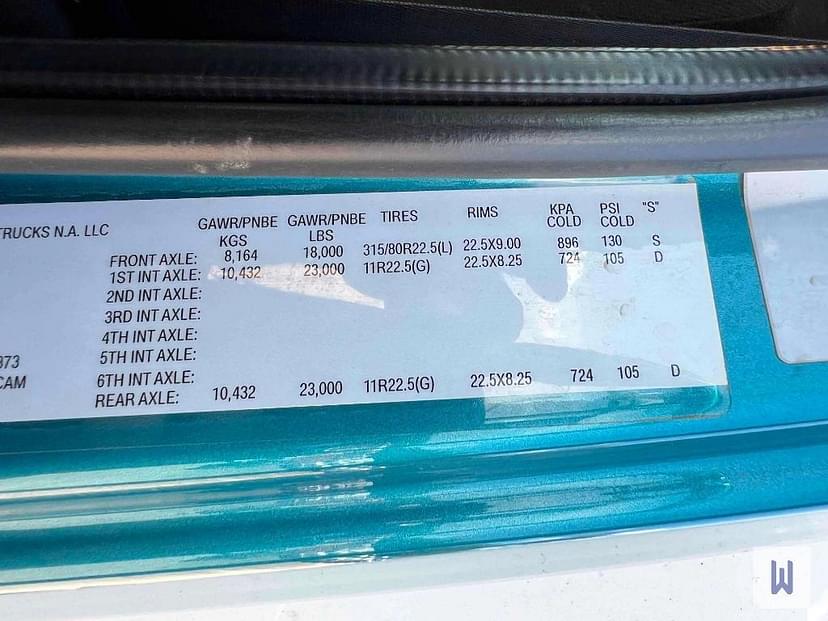 TRUCKS N.A. LLC
GAWR/PNBE KGS GAWR/PNBE LBS TIRES RIMS KPA COLD PSI COLD "S"
FRONT AXLE: 8,164 18,000 315/80R22.5(L) 22.5X9.00 896 130 S
1ST INT AXLE: 10,432 23,000 11R22.5(G) 22.5X8.25 724 105 D
2ND INT AXLE:
3RD INT AXLE:
4TH INT AXLE:
5TH INT AXLE:
6TH INT AXLE:
REAR AXLE: 10,432 23,000 11R22.5(G) 22.5X8.25 724 105 D
373
CAM
W